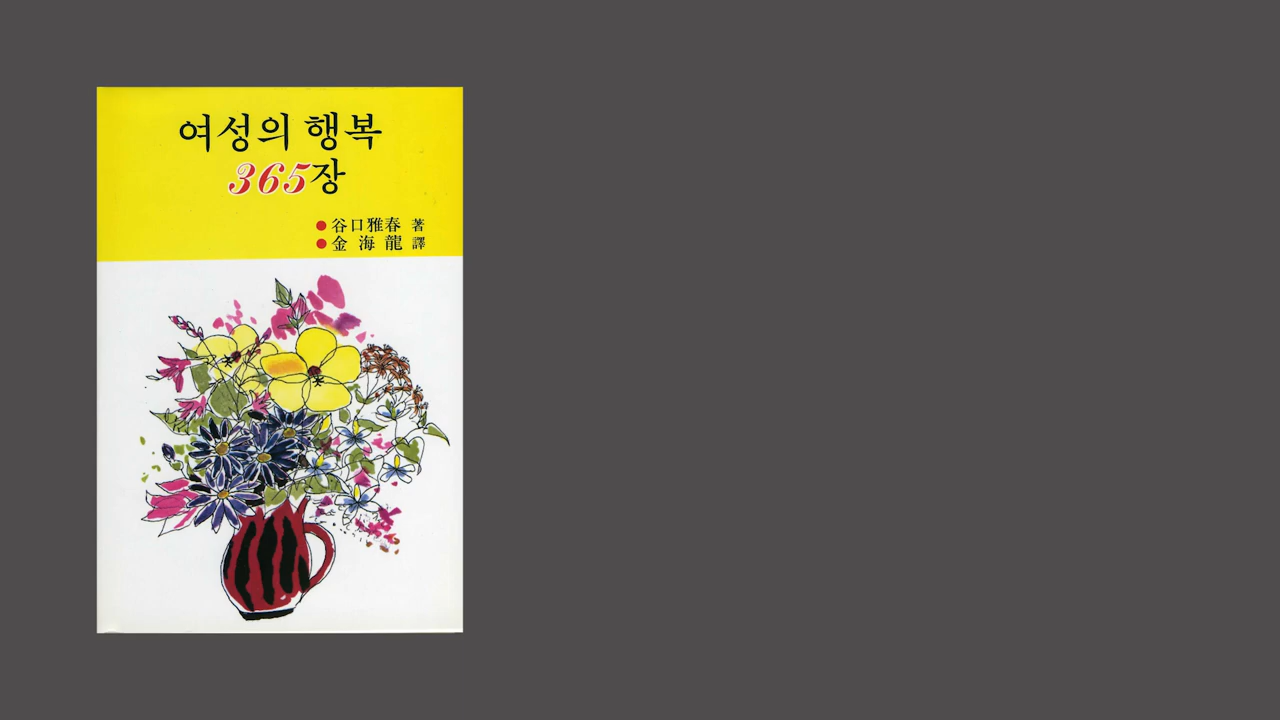 여성의 행복
365장
● 谷口雅春 著
● 金海龍 譯